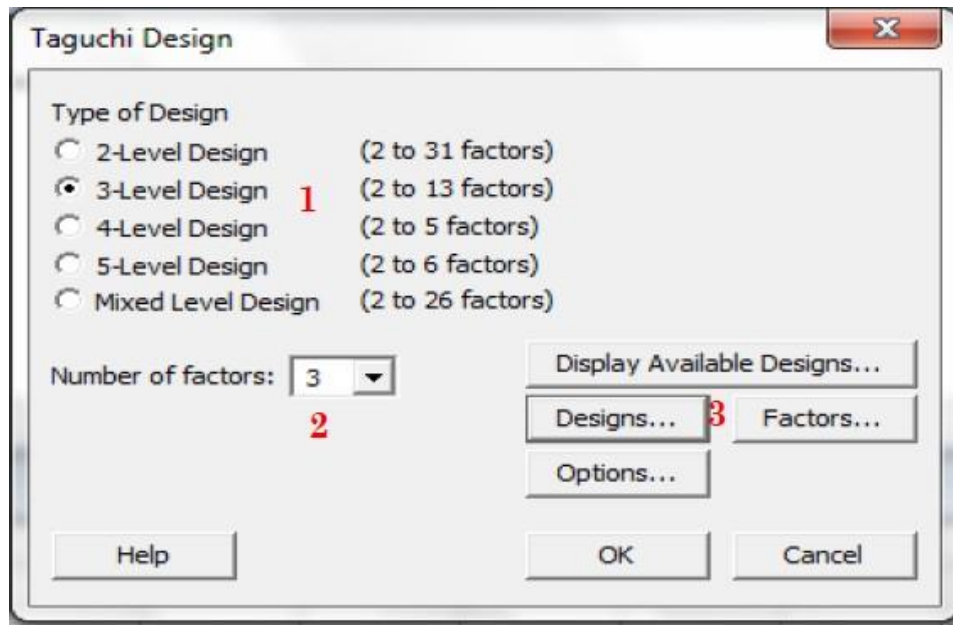 Taguchi Design
Type of Design
2-Level Design (2 to 31 factors)
3-Level Design 1 (2 to 13 factors)
4-Level Design (2 to 5 factors)
5-Level Design (2 to 6 factors)
Mixed Level Design (2 to 26 factors)
Number of factors: 3
2
Display Available Designs...
Designs... 3 Factors...
Options...
Help OK Cancel